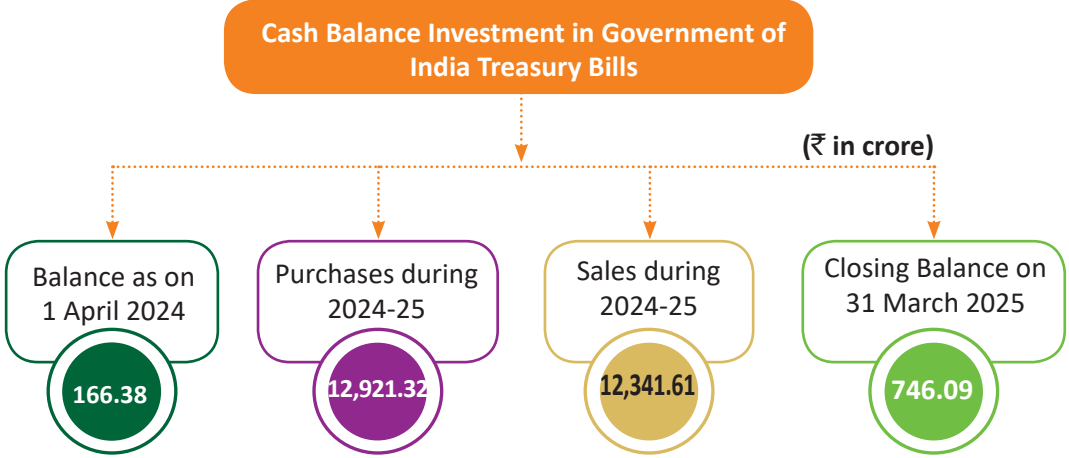 Cash Balance Investment in Government of
India Treasury Bills
(₹ in crore)
Balance as on
1 April 2024
166.38
Purchases during
2024-25
12,921.32
Sales during
2024-25
12,341.61
Closing Balance on
31 March 2025
746.09